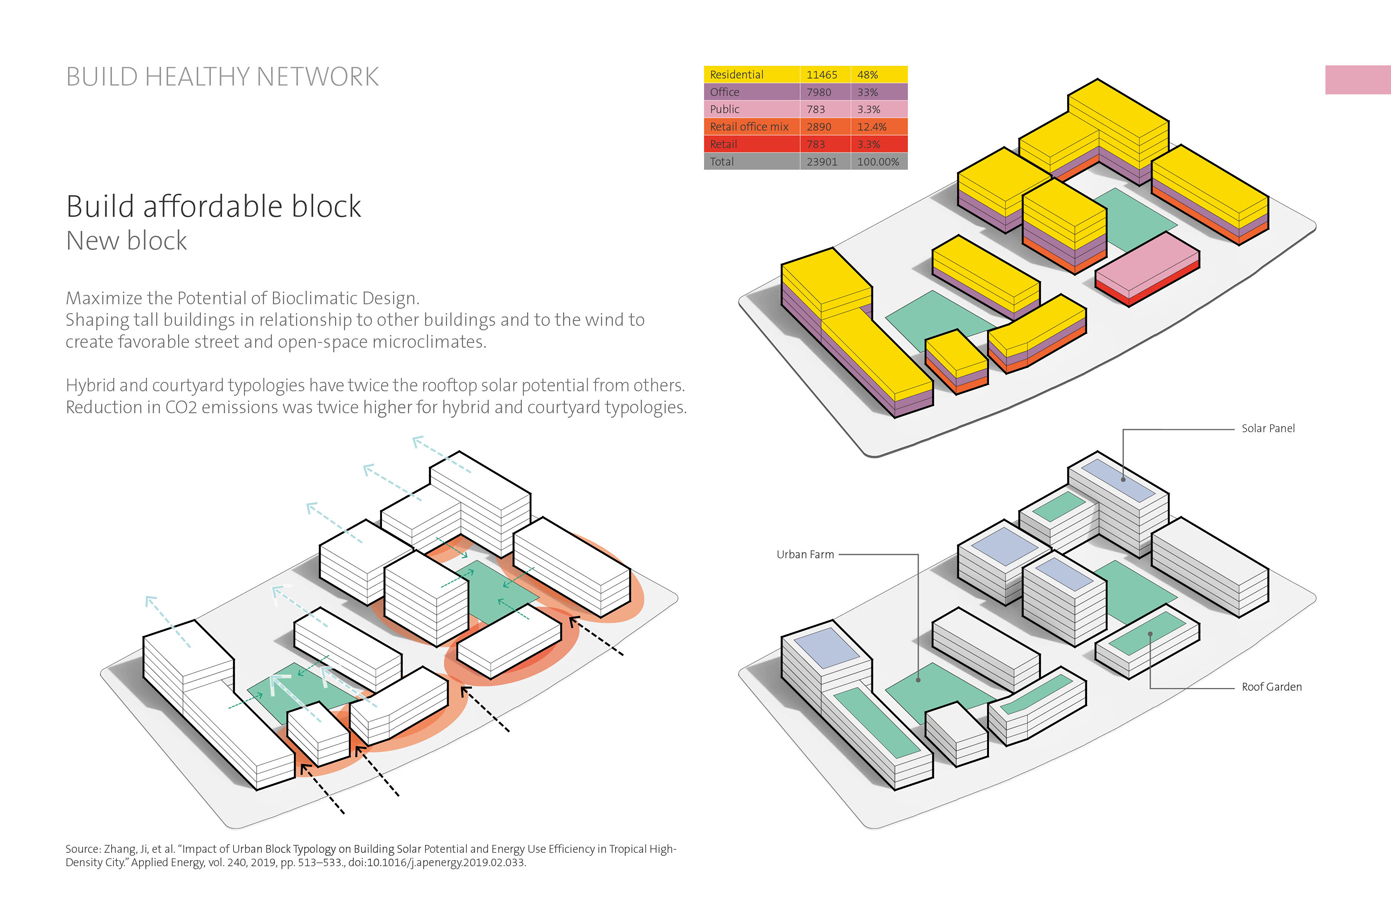 BUILD HEALTHY NETWORK
Build affordable block
New block
Maximize the Potential of Bioclimatic Design.
Shaping tall buildings in relationship to other buildings and to the wind to
create favorable street and open-space microclimates.
Hybrid and courtyard typologies have twice the rooftop solar potential from others.
Reduction in CO2 emissions was twice higher for hybrid and courtyard typologies.
Residential 11465 48%
Office 7980 33%
Public 783 3.3%
Retail office mix 2890 12.4%
Retail 783 3.3%
Total 23901 100.00%
Solar Panel
Urban Farm
Roof Garden
Source: Zhang, Ji, et al. “Impact of Urban Block Typology on Building Solar Potential and Energy Use Efficiency in Tropical High-
Density City.” Applied Energy, vol. 240, 2019, pp. 513–533., doi:10.1016/j.apenergy.2019.02.033.